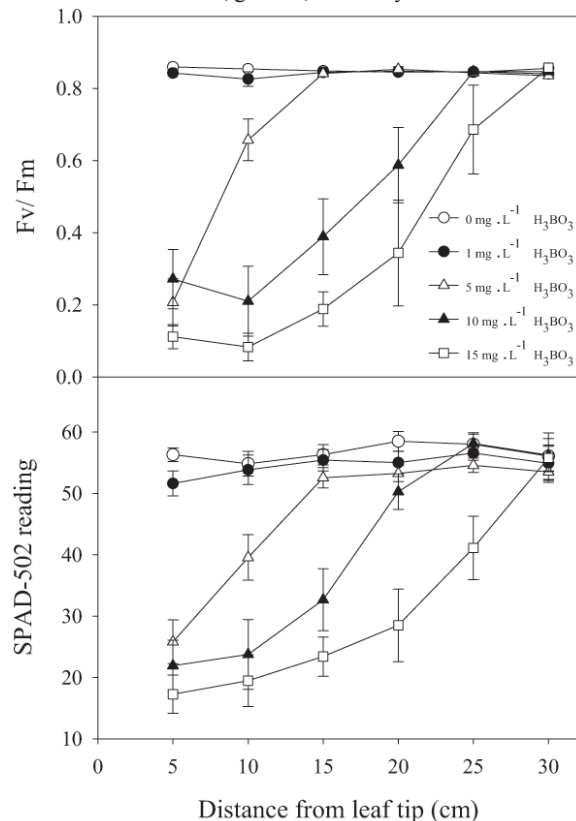 1.0
Fv/ Fm
0.8
0.6
0.4
0.2
0.0
0 mg .L-1 H3BO3
1 mg .L-1 H3BO3
5 mg .L-1 H3BO3
10 mg .L-1 H3BO3
15 mg .L-1 H3BO3
SPAD-502 reading
60
50
40
30
20
10
0 5 10 15 20 25 30
Distance from leaf tip (cm)